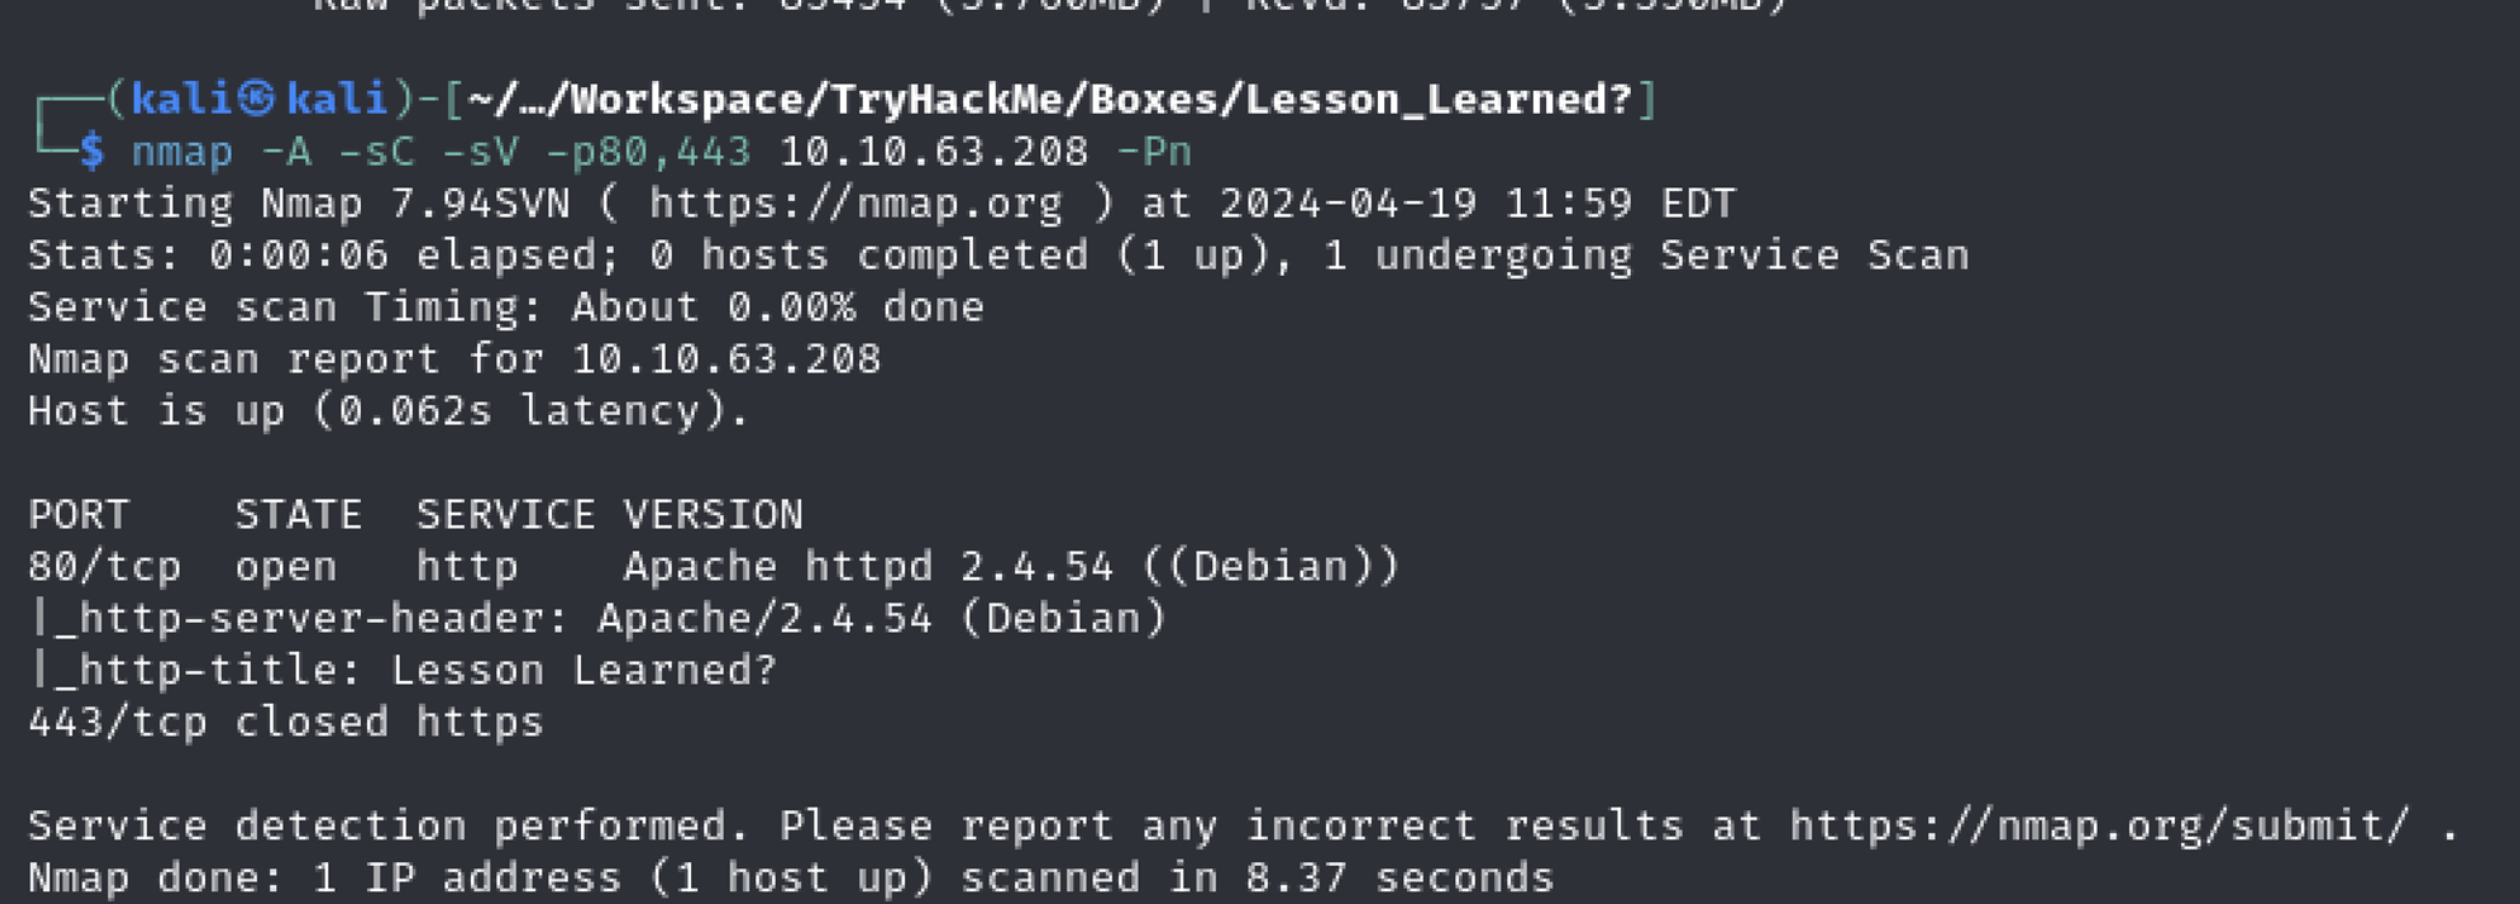 Raw packets sent: 
┌──(kali㉿kali)-[~/…/Workspace/TryHackMe/Boxes/Lesson_Learned?]
└─$ nmap -A -sC -sV -p80,443 10.10.63.208 -Pn
Starting Nmap 7.94SVN ( https://nmap.org ) at 2024-04-19 11:59 EDT
Stats: 0:00:06 elapsed; 0 hosts completed (1 up), 1 undergoing Service Scan
Service scan Timing: About 0.00% done
Nmap scan report for 10.10.63.208
Host is up (0.062s latency).
PORT    STATE  SERVICE VERSION
80/tcp  open   http    Apache httpd 2.4.54 ((Debian))
|_http-server-header: Apache/2.4.54 (Debian)
|_http-title: Lesson Learned?
443/tcp closed https
Service detection performed. Please report any incorrect results at https://nmap.org/submit/ .
Nmap done: 1 IP address (1 host up) scanned in 8.37 seconds